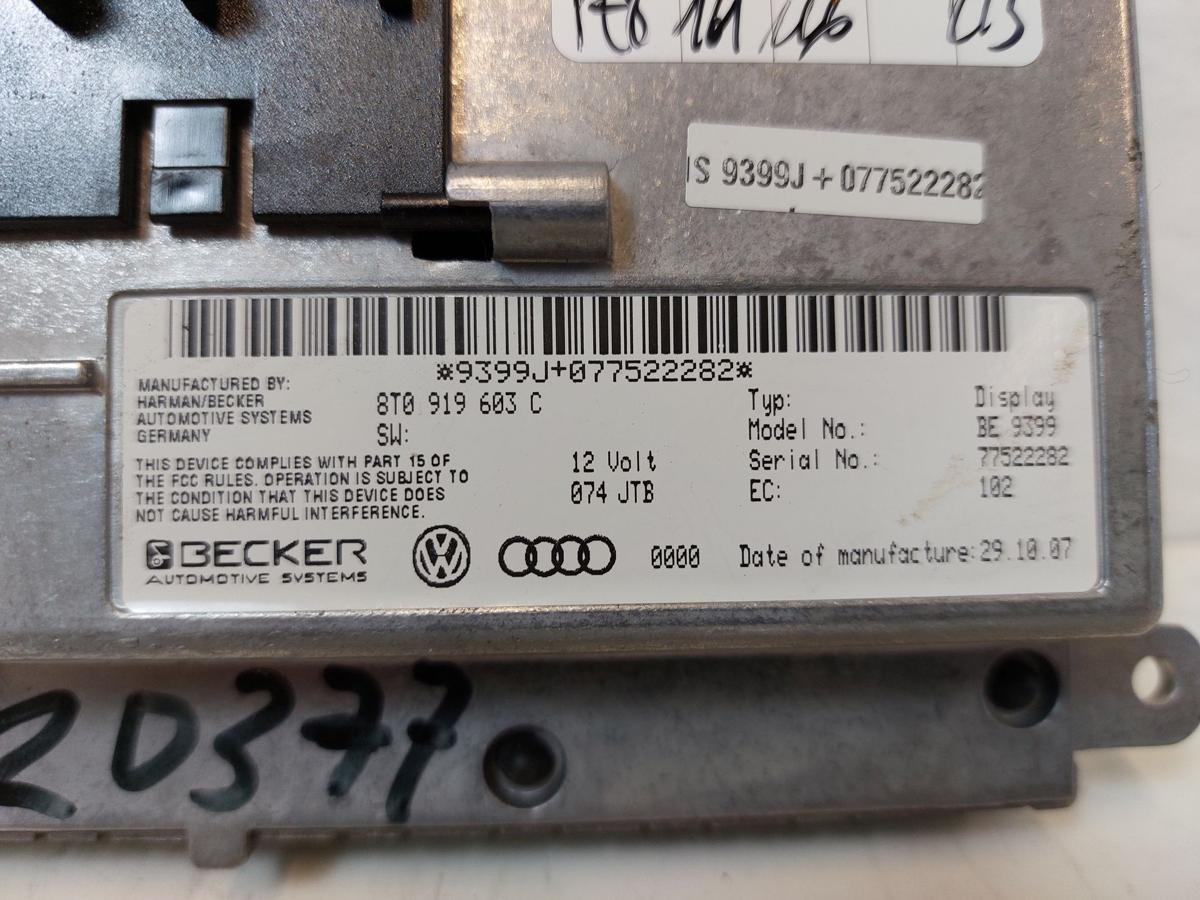 IS 9399J+077522282
*9399J+077522282*
MANUFACTURED BY:
HARMAN/BECKER
AUTOMOTIVE SYSTEMS
GERMANY
8T0 919 603 C
SW:
Typ: Display
Model No.: BE 9399
Serial No.: 77522282
EC: 102
THIS DEVICE COMPLIES WITH PART 15 OF
THE FCC RULES. OPERATION IS SUBJECT TO
THE CONDITION THAT THIS DEVICE DOES
NOT CAUSE HARMFUL INTERFERENCE.
12 Volt
074 JTB
BECKER
AUTOMOTIVE SYSTEMS
VW
0000 Date of manufacture:29.10.07
20377